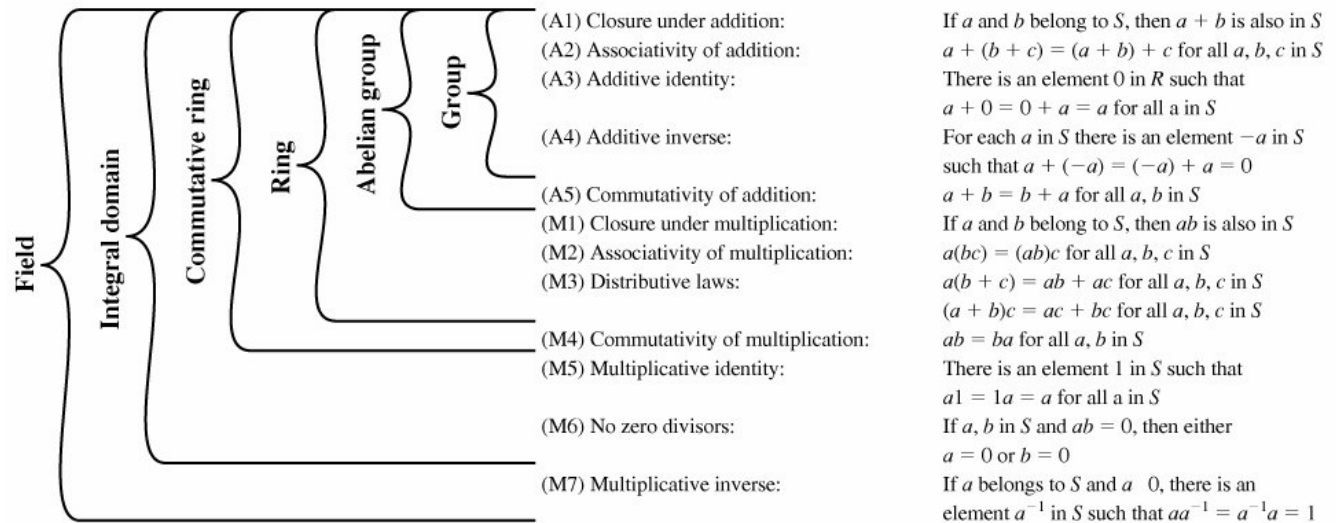 Field
Integral domain
Commutative ring
Ring
Abelian group
Group
(A1) Closure under addition: If a and b belong to S, then a + b is also in S
(A2) Associativity of addition: a + (b + c) = (a + b) + c for all a, b, c in S
(A3) Additive identity: There is an element 0 in R such that
a + 0 = 0 + a = a for all a in S
(A4) Additive inverse: For each a in S there is an element −a in S
such that a + (−a) = (−a) + a = 0
(A5) Commutativity of addition: a + b = b + a for all a, b in S
(M1) Closure under multiplication: If a and b belong to S, then ab is also in S
(M2) Associativity of multiplication: a(bc) = (ab)c for all a, b, c in S
(M3) Distributive laws: a(b + c) = ab + ac for all a, b, c in S
(a + b)c = ac + bc for all a, b, c in S
(M4) Commutativity of multiplication: ab = ba for all a, b in S
(M5) Multiplicative identity: There is an element 1 in S such that
a1 = 1a = a for all a in S
(M6) No zero divisors: If a, b in S and ab = 0, then either
a = 0 or b = 0
(M7) Multiplicative inverse: If a belongs to S and a 0, there is an
element a⁻¹ in S such that aa⁻¹ = a⁻¹a = 1